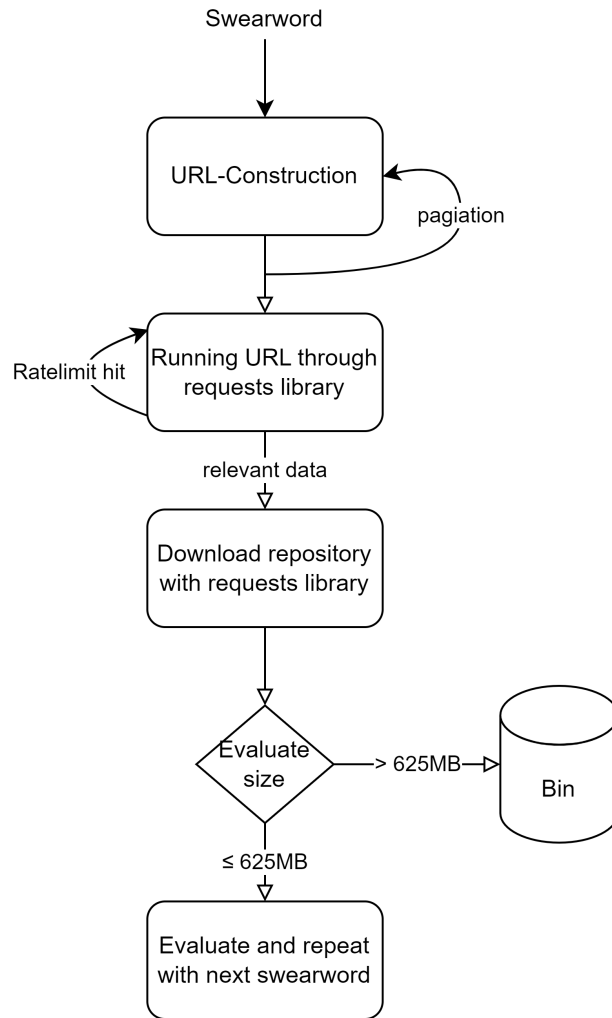 Swearword
URL-Construction
pagiation
Running URL through
requests library
Ratelimit hit
relevant data
Download repository
with requests library
Evaluate
size
> 625MB
Bin
≤ 625MB
Evaluate and repeat
with next swearword